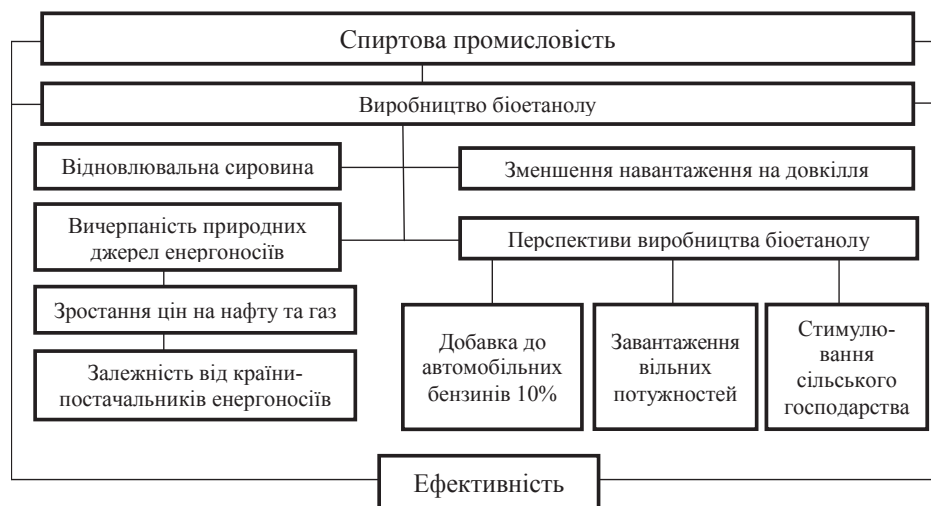 Спиртова промисловість
Виробництво біоетанолу
Відновлювальна сировина
Зменшення навантаження на довкілля
Вичерпаність природних
джерел енергоносіїв
Перспективи виробництва біоетанолу
Зростання цін на нафту та газ
Залежність від країни-
постачальників енергоносіїв
Добавка до
автомобільних
бензинів 10%
Завантаження
вільних
потужностей
Стимулю-
вання
сільського
господарства
Ефективність